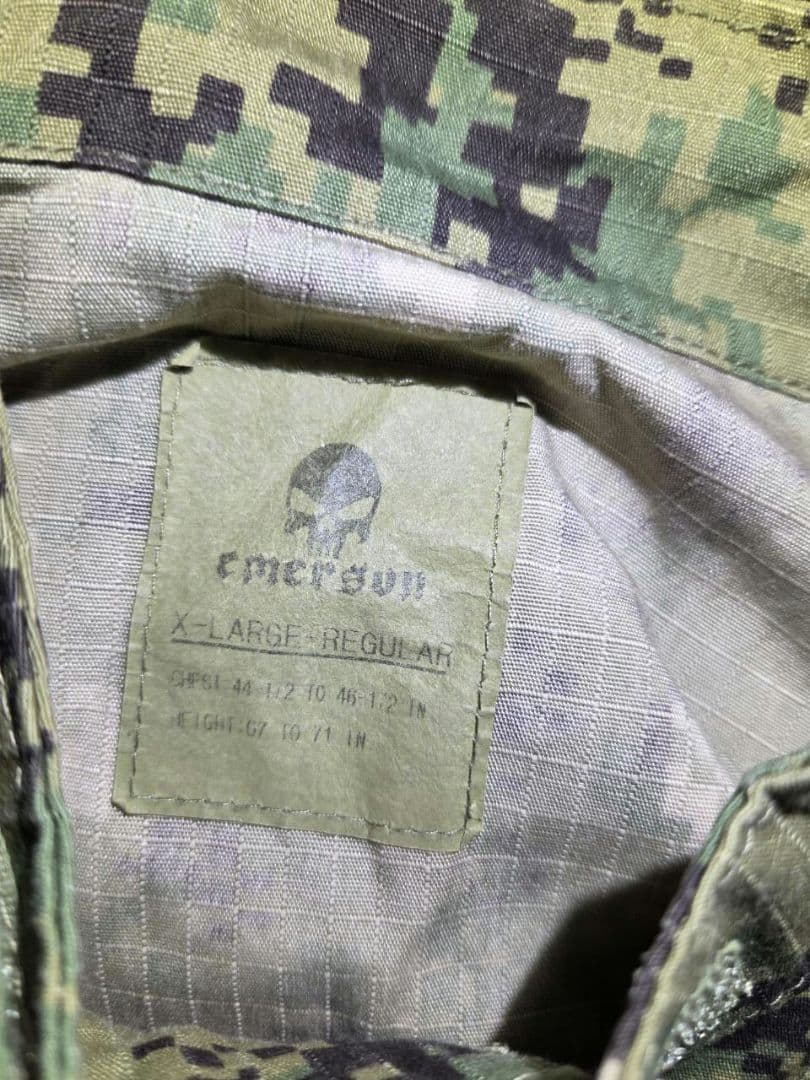 emerson
X-LARGE-REGULAR
CHEST:44-1/2 TO 46-1/2 IN
HEIGHT:67 TO 71 IN